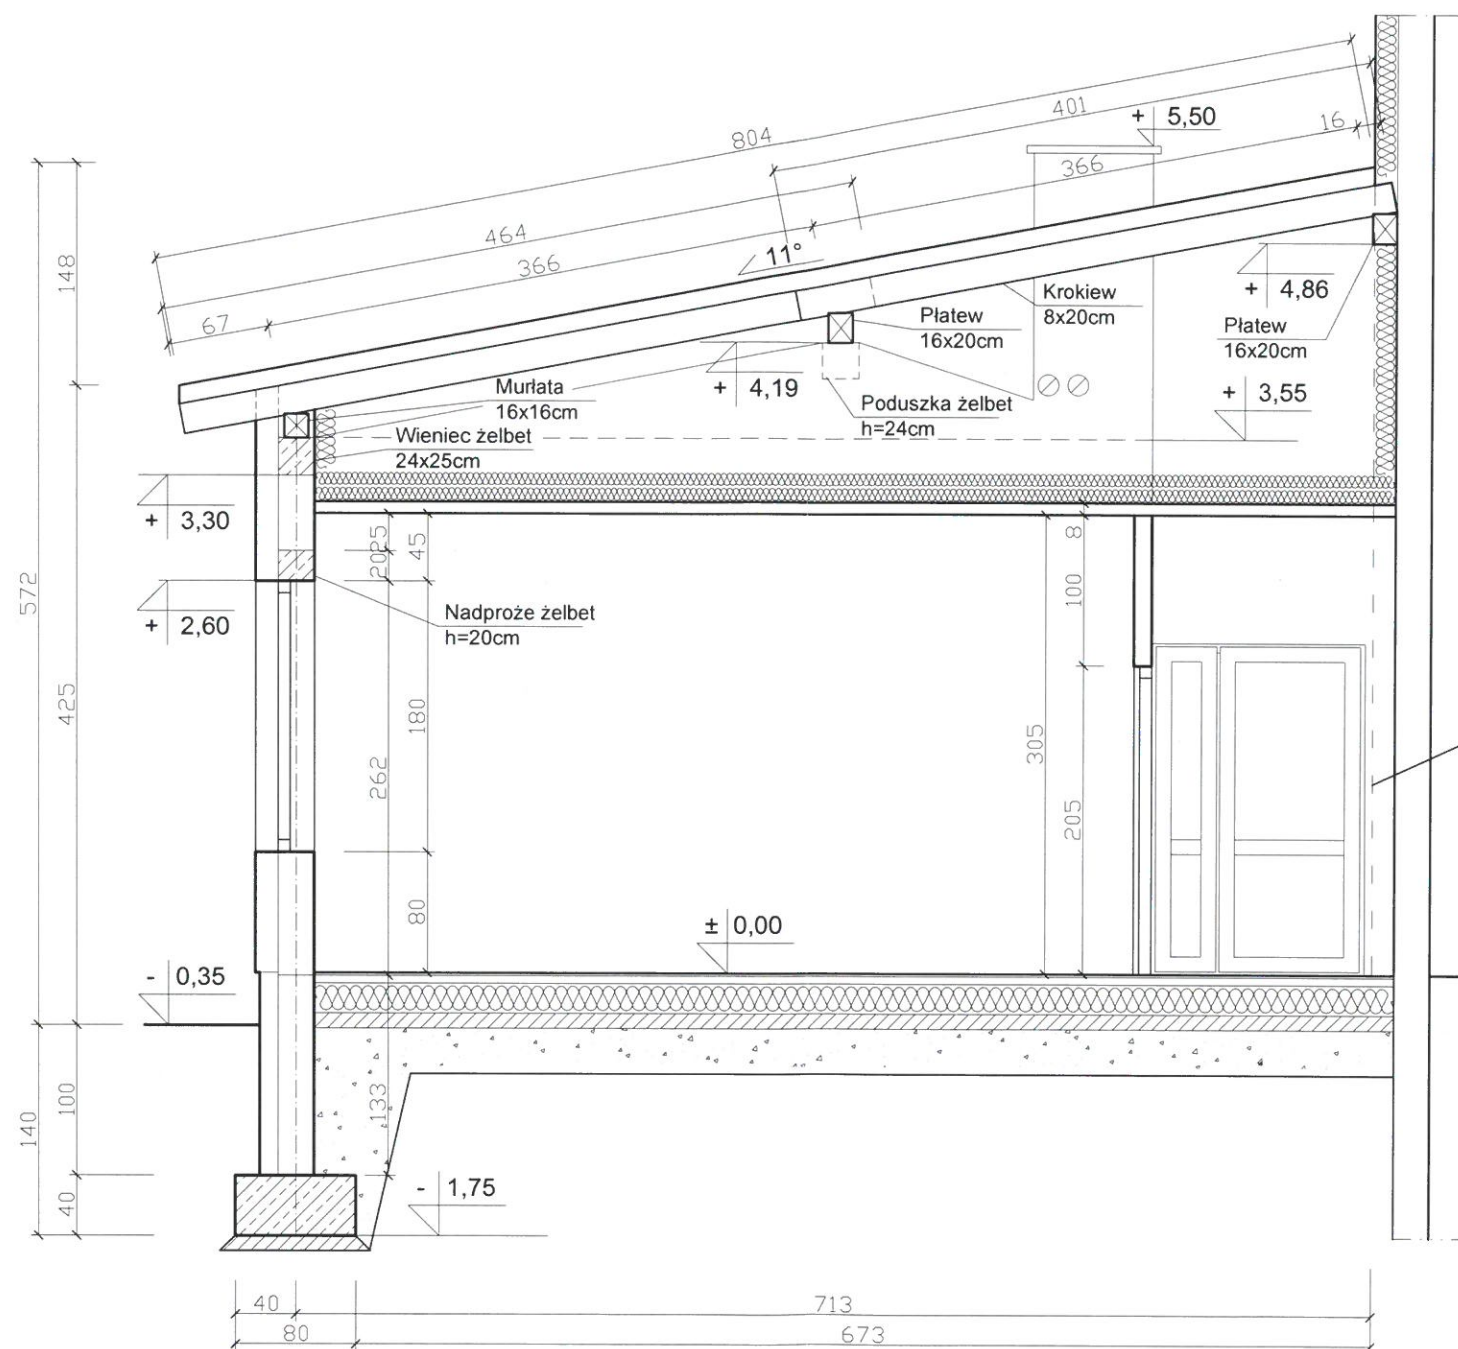 804
401
+ 5,50
16
366
464
366
11°
67
148
Krokiew
8x20cm
+ 4,86
Płatew
16x20cm
Płatew
16x20cm
+ 4,19
Murłata
16x16cm
Poduszka żelbet
h=24cm
+ 3,55
Wieniec żelbet
24x25cm
+ 3,30
25
20
45
8
100
572
+ 2,60
Nadproże żelbet
h=20cm
425
180
262
305
205
80
± 0,00
- 0,35
100
133
140
40
- 1,75
40
713
80
673